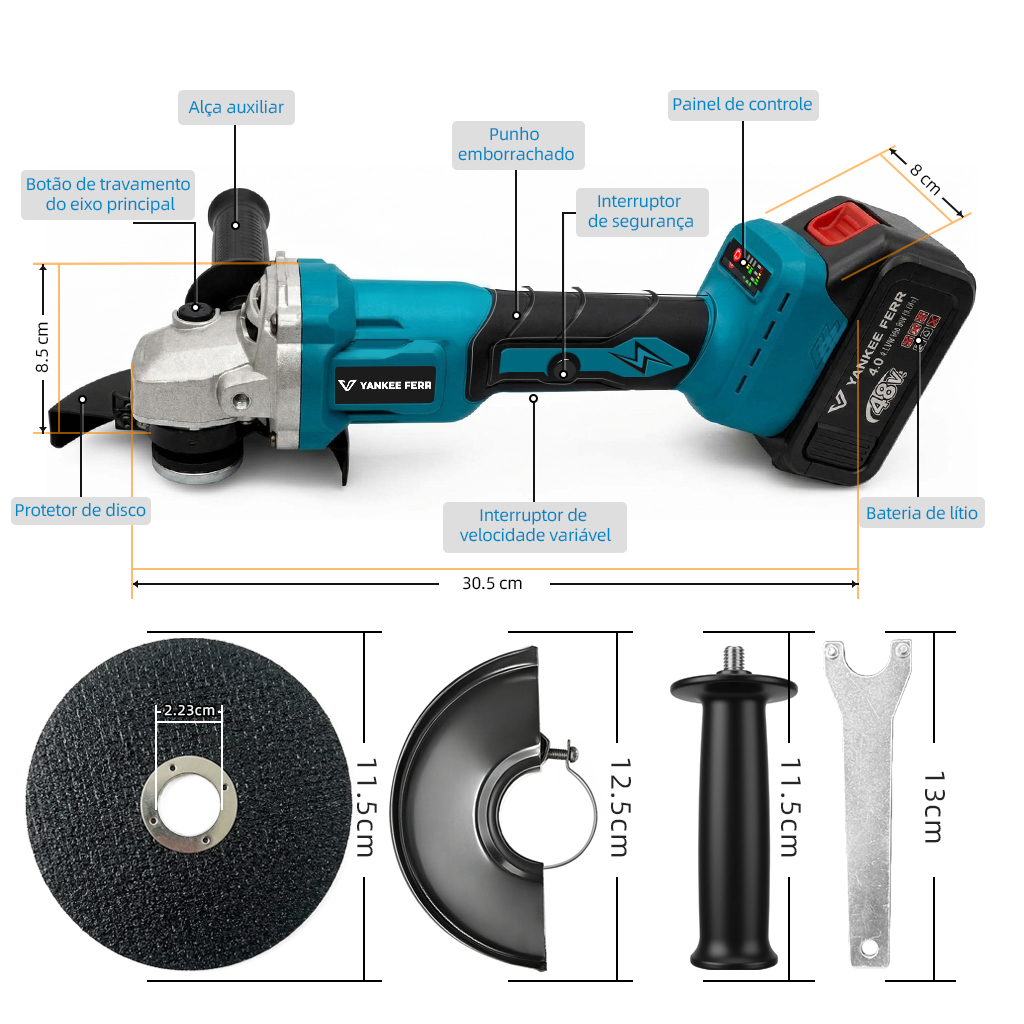 Alça auxiliar
Painel de controle
Punho
emborrachado
8 cm
Botão de travamento
do eixo principal
Interruptor
de segurança
8.5 cm
YANKEE FERR
YANKEE FERR
4.0
48V
Protetor de disco
Interruptor de
velocidade variável
Bateria de lítio
30.5 cm
2.23cm
11.5cm
12.5cm
11.5cm
13cm